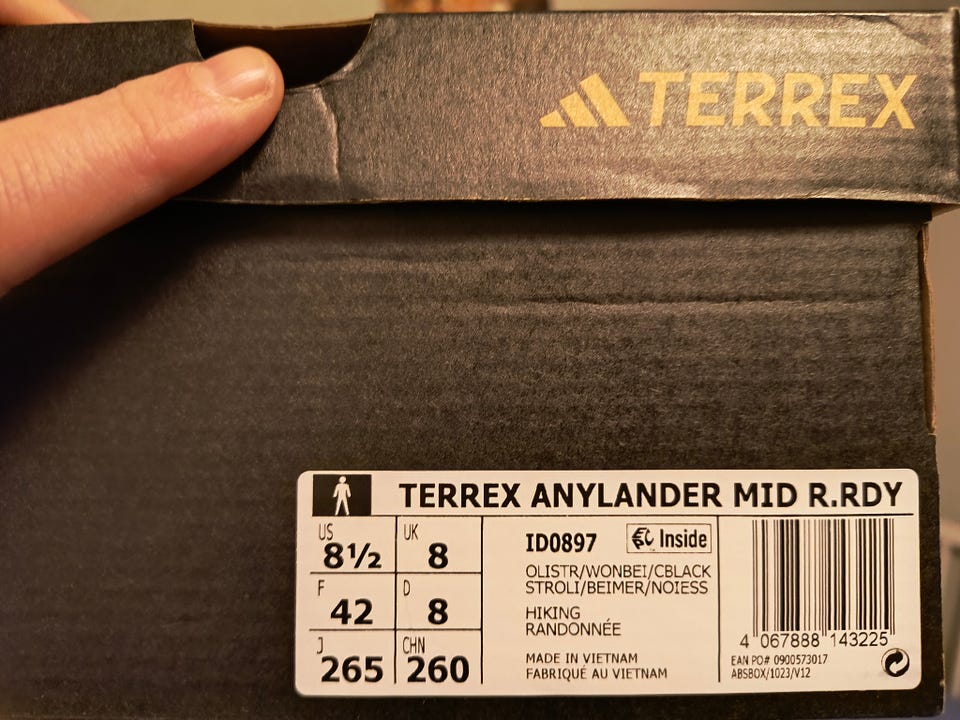 TERREX
TERREX ANYLANDER MID R.RDY
US
8½
UK
8
F
42
D
8
J
265
CHN
260
ID0897
Inside
OLISTR/WONBEI/CBLACK
STROLI/BEIMER/NOIESS
HIKING
RANDONNÉE
MADE IN VIETNAM
FABRIQUÉ AU VIETNAM
4 067888 143225
EAN PO# 0900573017
ABSBOX/1023/V12